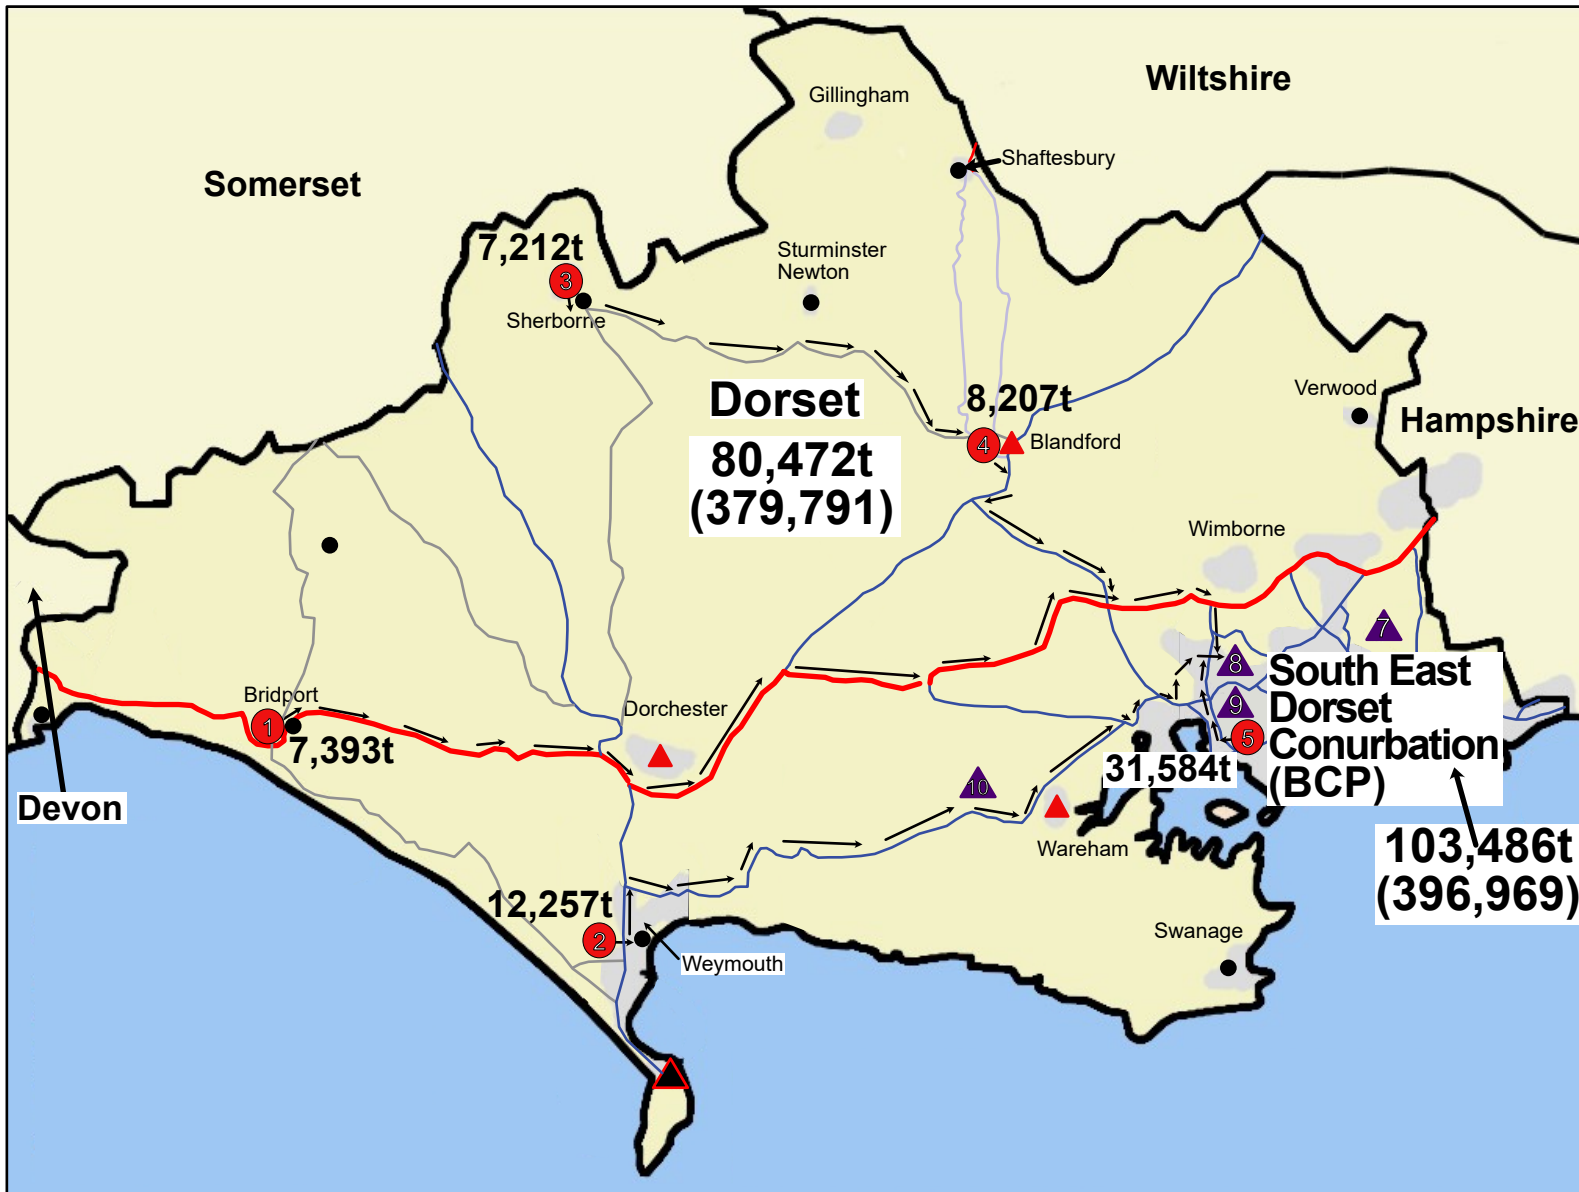 Wiltshire
Gillingham
Shaftesbury
Somerset
7,212t
3
Sherborne
Sturminster
Newton
Dorset
80,472t
(379,791)
8,207t
4
Blandford
Verwood
Hampshire
Wimborne
7
8
9
5
South East
Dorset
Conurbation
(BCP)
103,486t
(396,969)
31,584t
Bridport
1
7,393t
Dorchester
10
Wareham
Devon
12,257t
2
Weymouth
Swanage